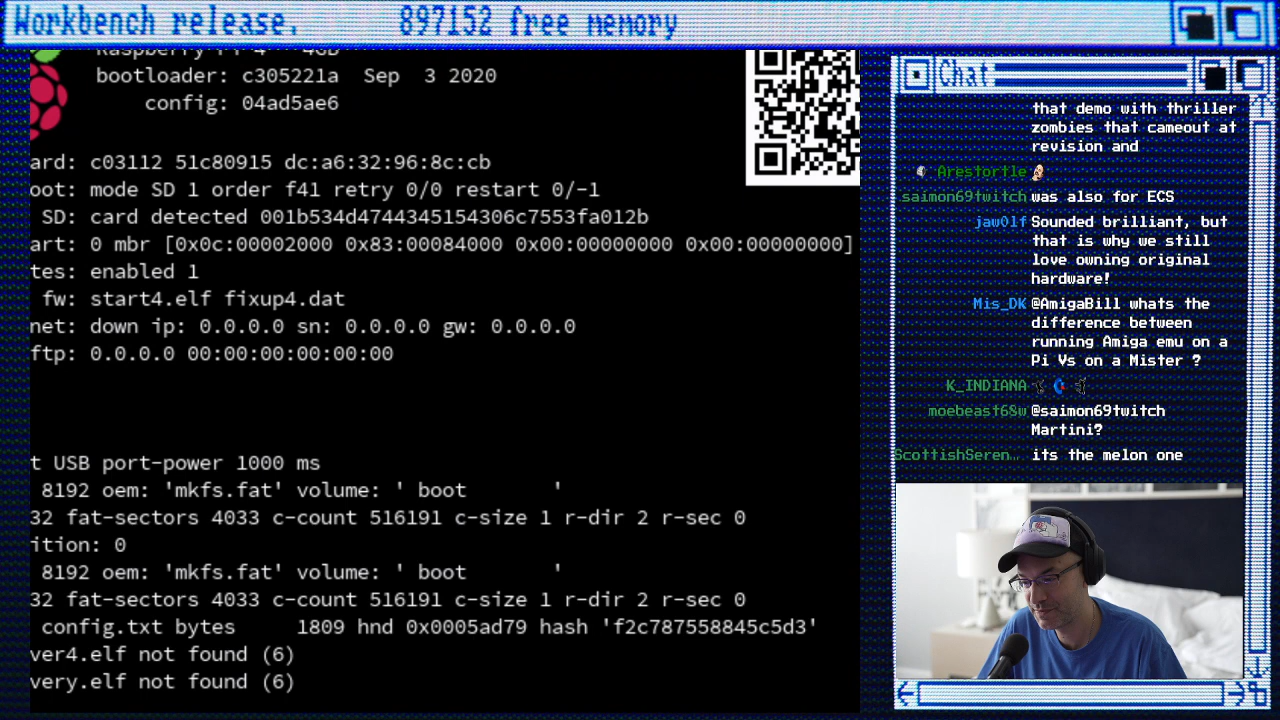 Workbench release. 897152 free memory
bootloader: c305221a Sep 3 2020
config: 04ad5ae6
ard: c03112 51c80915 dc:a6:32:96:8c:cb
oot: mode SD 1 order f41 retry 0/0 restart 0/-1
SD: card detected 001b534d4744345154306c7553fa012b
art: 0 mbr [0x0c:00002000 0x83:00084000 0x00:00000000 0x00:00000000]
tes: enabled 1
fw: start4.elf fixup4.dat
net: down ip: 0.0.0.0 sn: 0.0.0.0 gw: 0.0.0.0
ftp: 0.0.0.0 00:00:00:00:00:00
t USB port-power 1000 ms
8192 oem: 'mkfs.fat' volume: ' boot '
32 fat-sectors 4033 c-count 516191 c-size 1 r-dir 2 r-sec 0
ition: 0
8192 oem: 'mkfs.fat' volume: ' boot '
32 fat-sectors 4033 c-count 516191 c-size 1 r-dir 2 r-sec 0
config.txt bytes 1809 hnd 0x0005ad79 hash 'f2c787558845c5d3'
ver4.elf not found (6)
very.elf not found (6)
Chat
that demo with thriller
zombies that cameout at
revision and
Arestortle
saimon69twitch was also for ECS
jaw0lf Sounded brilliant, but
that is why we still
love owning original
hardware!
Mis_DK @AmigaBill whats the
difference between
running Amiga emu on a
Pi Vs on a Mister ?
K_INDIANA
moebeast68w @saimon69twitch
Martini?
ScottishSeren… its the melon one